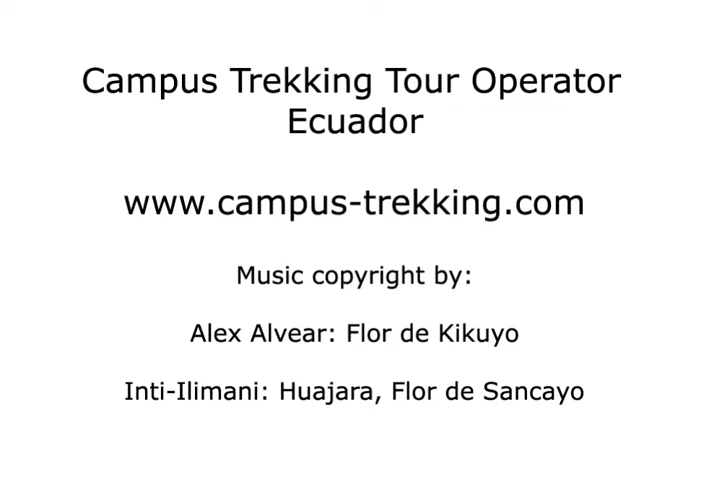 Campus Trekking Tour Operator
Ecuador
www.campus-trekking.com
Music copyright by:
Alex Alvear: Flor de Kikuyo
Inti-Ilimani: Huajara, Flor de Sancayo